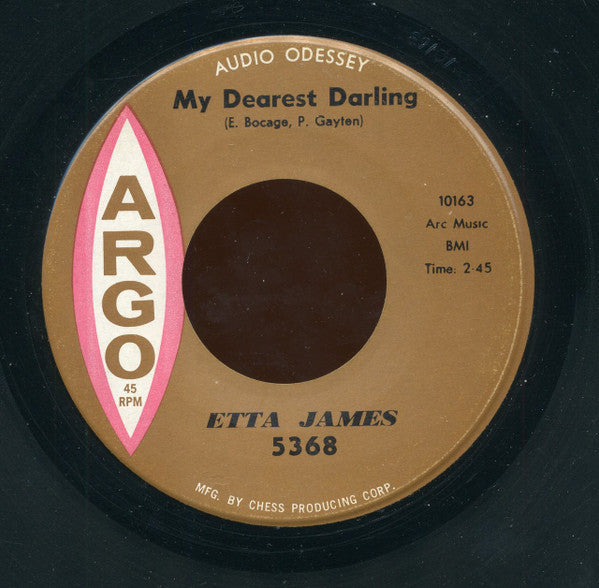 AUDIO ODESSEY
My Dearest Darling
(E. Bocage, P. Gayten)
10163
Arc Music
BMI
Time: 2-45
ARGO
45
RPM
ETTA JAMES
5368
MFG. BY CHESS PRODUCING CORP.